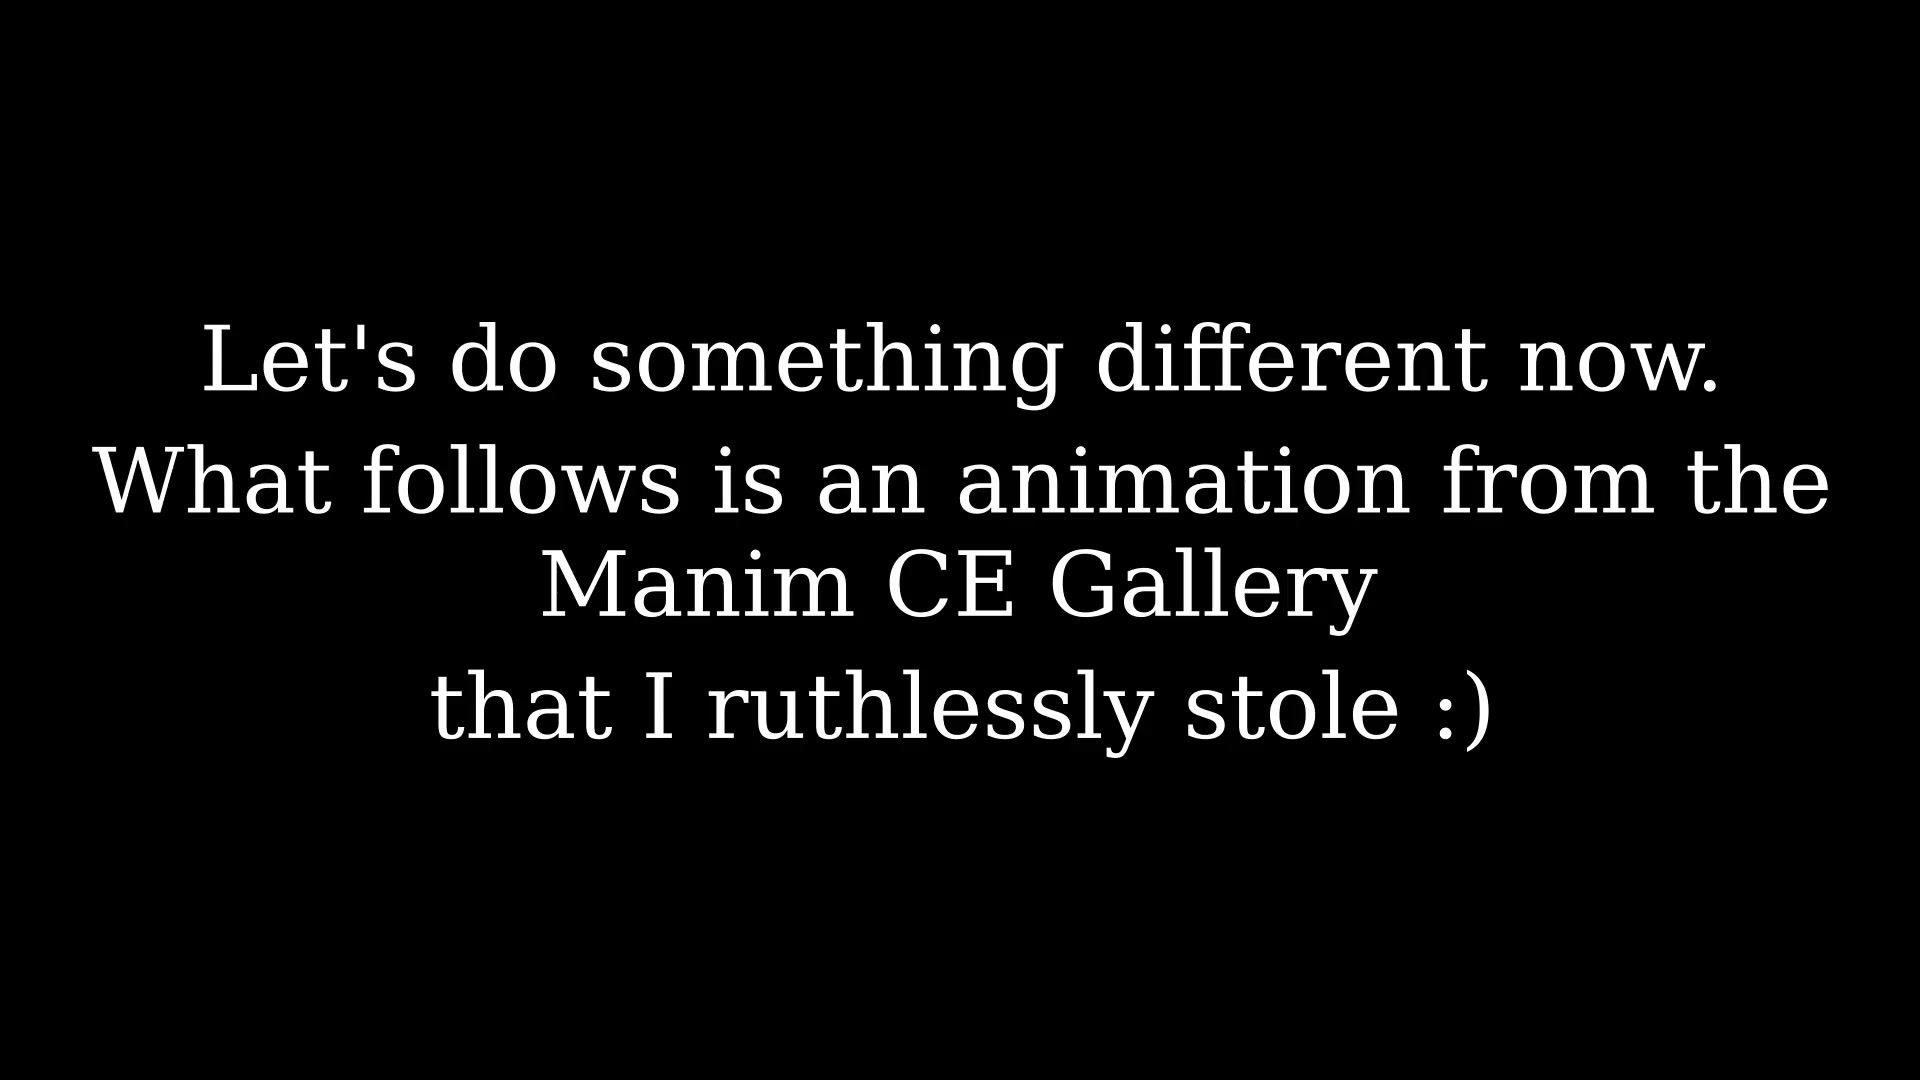 Let's do something different now.
What follows is an animation from the
Manim CE Gallery
that I ruthlessly stole :)